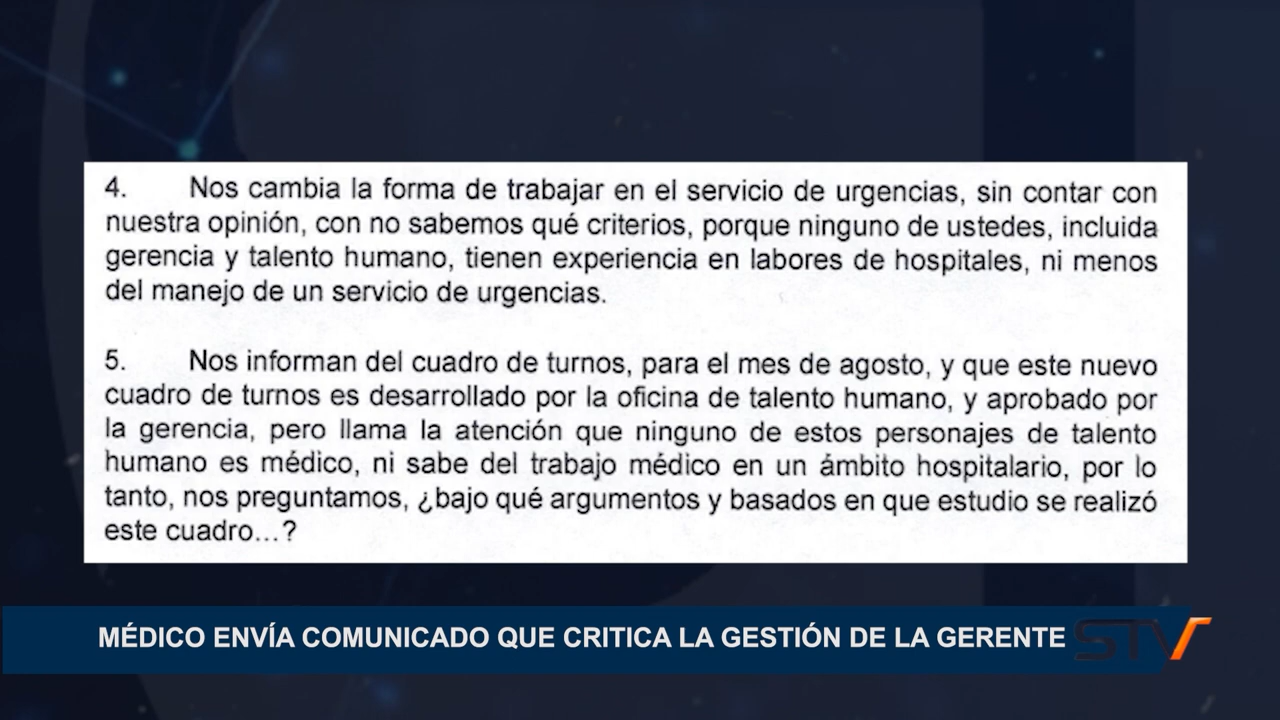 4. Nos cambia la forma de trabajar en el servicio de urgencias, sin contar con
nuestra opinión, con no sabemos qué criterios, porque ninguno de ustedes, incluida
gerencia y talento humano, tienen experiencia en labores de hospitales, ni menos
del manejo de un servicio de urgencias.
5. Nos informan del cuadro de turnos, para el mes de agosto, y que este nuevo
cuadro de turnos es desarrollado por la oficina de talento humano, y aprobado por
la gerencia, pero llama la atención que ninguno de estos personajes de talento
humano es médico, ni sabe del trabajo médico en un ámbito hospitalario, por lo
tanto, nos preguntamos, ¿bajo qué argumentos y basados en que estudio se realizó
este cuadro...?
MÉDICO ENVÍA COMUNICADO QUE CRITICA LA GESTIÓN DE LA GERENTE
STV